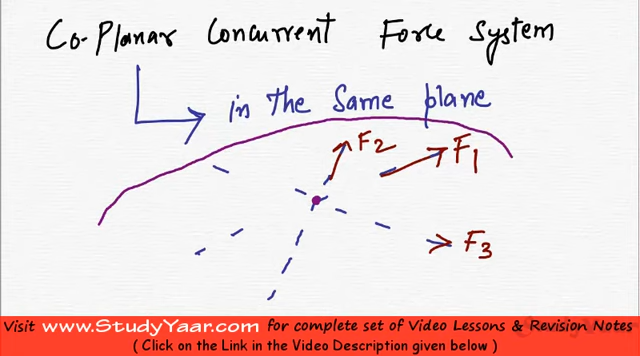 Co-Planar Concurrent Force System
in the same plane
F2
F1
F3
Visit www.StudyYaar.com for complete set of Video Lessons & Revision Notes
( Click on the Link in the Video Description given below )